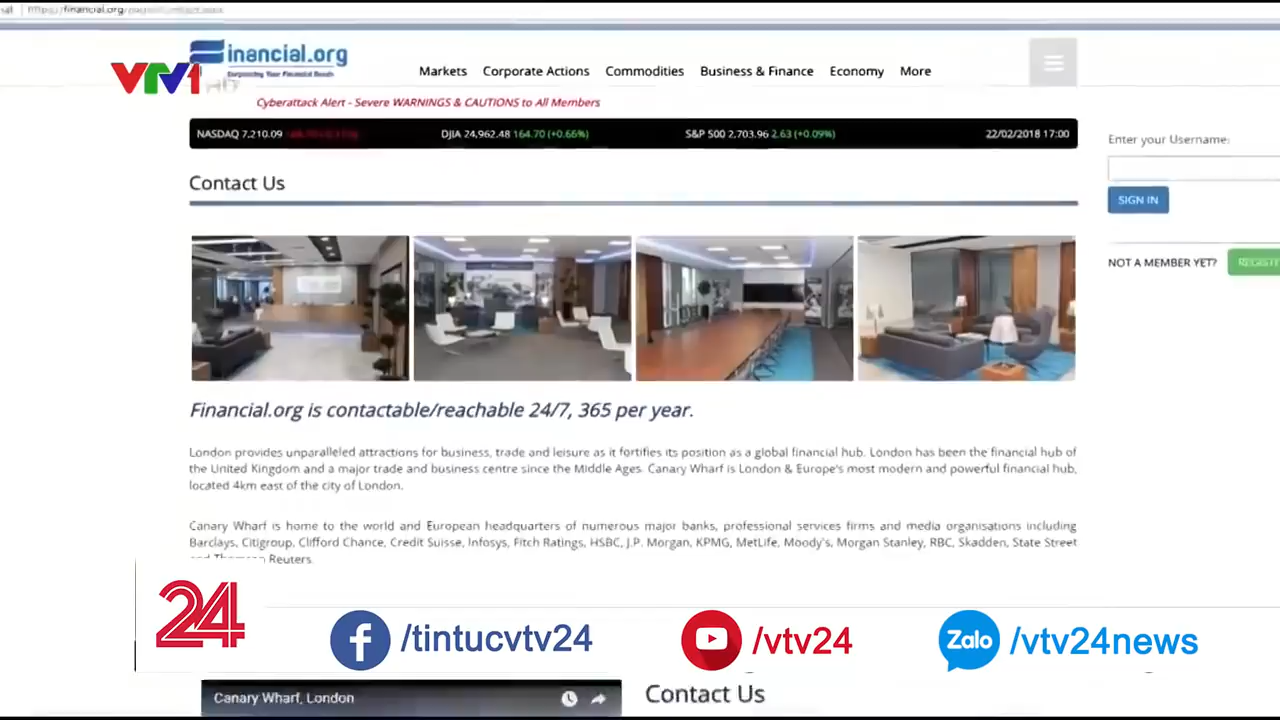 financial.org
VTV1
HD
Financial.org
Surpassing Your Financial Needs
Markets
Corporate Actions
Commodities
Business & Finance
Economy
More
Cyberattack Alert - Severe WARNINGS & CAUTIONS to All Members
NASDAQ 7,210.09
DJIA 24,962.48 164.70 (+0.66%)
S&P 500 2,703.96 2.63 (+0.09%)
22/02/2018 17:00
Enter your Username:
SIGN IN
NOT A MEMBER YET?
Contact Us
Financial.org is contactable/reachable 24/7, 365 per year.
London provides unparalleled attractions for business, trade and leisure as it fortifies its position as a global financial hub. London has been the financial hub of
the United Kingdom and a major trade and business centre since the Middle Ages. Canary Wharf is London & Europe's most modern and powerful financial hub,
located 4km east of the city of London.
Canary Wharf is home to the world and European headquarters of numerous major banks, professional services firms and media organisations including
Barclays, Citigroup, Clifford Chance, Credit Suisse, Infosys, Fitch Ratings, HSBC, J.P. Morgan, KPMG, MetLife, Moody's, Morgan Stanley, RBC, Skadden, State Street
and Thomson Reuters.
24
/tintucvtv24
/vtv24
Zalo /vtv24news
Canary Wharf, London
Contact Us